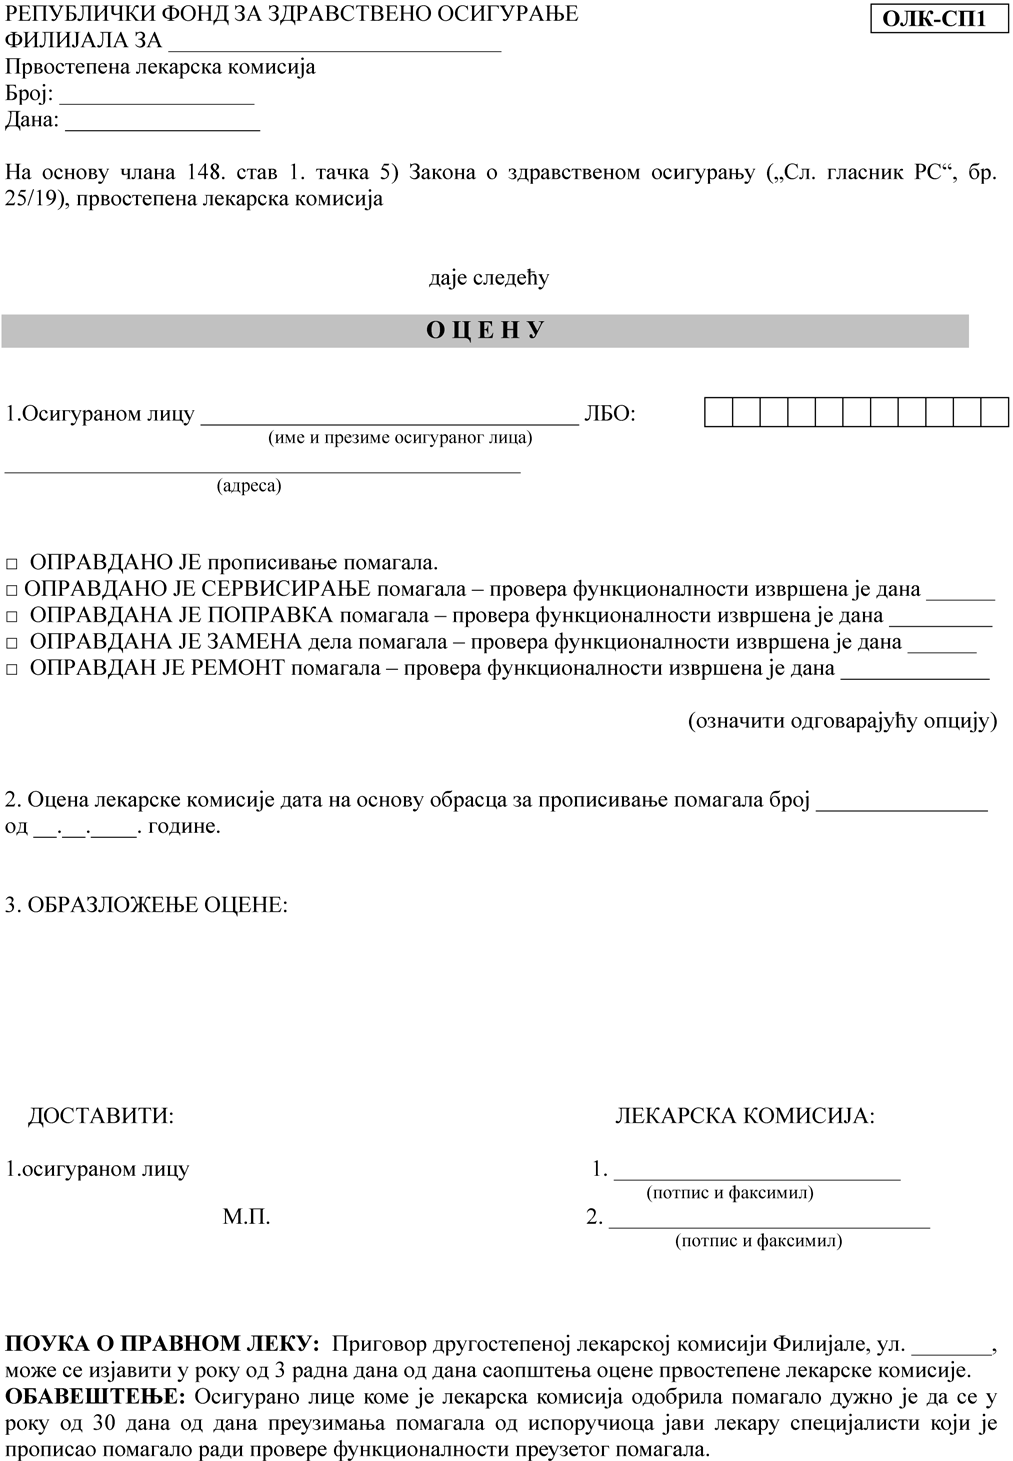 РЕПУБЛИЧКИ ФОНД ЗА ЗДРАВСТВЕНО ОСИГУРАЊЕ
ОЛК-СП1
ФИЛИЈАЛА ЗА _____________________________
Првостепена лекарска комисија
Број: _________________
Дана: _________________
На основу члана 148. став 1. тачка 5) Закона о здравственом осигурању („Сл. гласник РС“, бр.
25/19), првостепена лекарска комисија
даје следећу
О Ц Е Н У
1.Осигураном лицу _________________________________ ЛБО:
(име и презиме осигураног лица)
_____________________________________________
(адреса)
□ ОПРАВДАНО ЈЕ прописивање помагала.
□ ОПРАВДАНО ЈЕ СЕРВИСИРАЊЕ помагала – провера функционалности извршена је дана ______
□ ОПРАВДАНА ЈЕ ПОПРАВКА помагала – провера функционалности извршена је дана _________
□ ОПРАВДАНА ЈЕ ЗАМЕНА дела помагала – провера функционалности извршена је дана ______
□ ОПРАВДАН ЈЕ РЕМОНТ помагала – провера функционалности извршена је дана _____________
(означити одговарајућу опцију)
2. Оцена лекарске комисије дата на основу обрасца за прописивање помагала број _______________
од __.__.____. године.
3. ОБРАЗЛОЖЕЊЕ ОЦЕНЕ:
ДОСТАВИТИ: ЛЕКАРСКА КОМИСИЈА:
1.осигураном лицу 1. _________________________
(потпис и факсимил)
М.П. 2. ____________________________
(потпис и факсимил)
ПОУКА О ПРАВНОМ ЛЕКУ: Приговор другостепеној лекарској комисији Филијале, ул. _______,
може се изјавити у року од 3 радна дана од дана саопштења оцене првостепене лекарске комисије.
ОБАВЕШТЕЊЕ: Осигурано лице коме је лекарска комисија одобрила помагало дужно је да се у
року од 30 дана од дана преузимања помагала од испоручиоца јави лекару специјалисти који је
прописао помагало ради провере функционалности преузетог помагала.